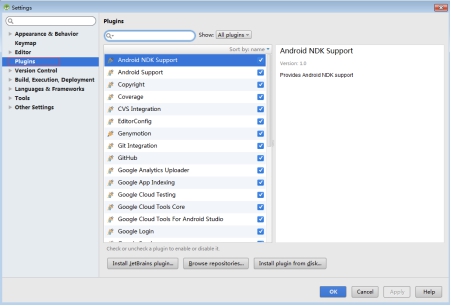 Settings
Appearance & Behavior
Keymap
Editor
Plugins
Version Control
Build, Execution, Deployment
Languages & Frameworks
Tools
Other Settings
Plugins
Show: All plugins
Sort by: name
Android NDK Support
Android Support
Copyright
Coverage
CVS Integration
EditorConfig
Genymotion
Git Integration
GitHub
Google Analytics Uploader
Google App Indexing
Google Cloud Tools Core
Google Cloud Tools For Android Studio
Google Login
Check or uncheck a plugin to enable or disable it.
Install JetBrains plugin... Browse repositories... Install plugin from disk...
Android NDK Support
Version: 1.0
Provides Android NDK support
OK Cancel Apply Help